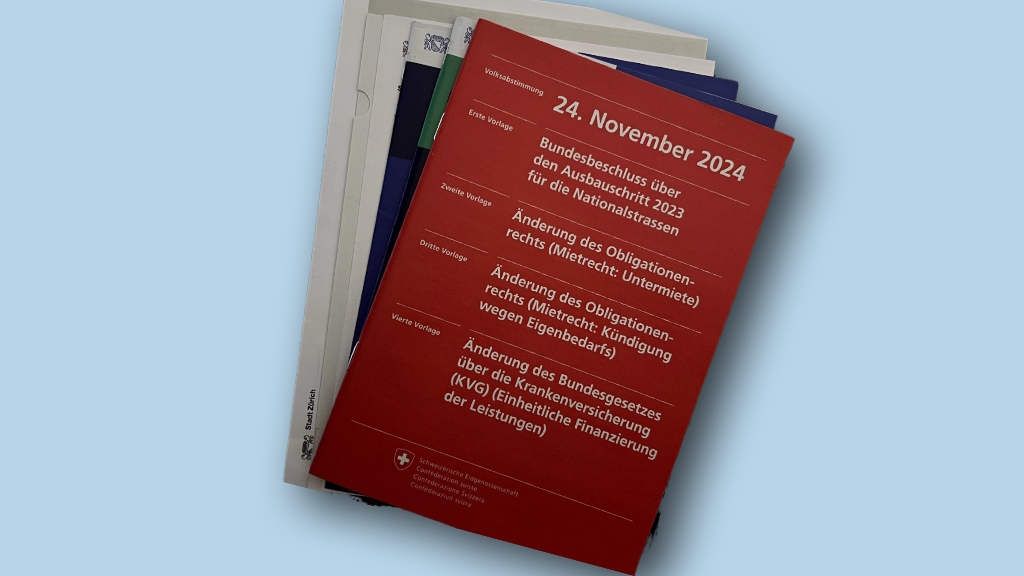 Volksabstimmung
24. November 2024
Erste Vorlage
Bundesbeschluss über
den Ausbauschritt 2023
für die Nationalstrassen
Zweite Vorlage
Änderung des Obligationen-
rechts (Mietrecht: Untermiete)
Dritte Vorlage
Änderung des Obligationen-
rechts (Mietrecht: Kündigung
wegen Eigenbedarfs)
Vierte Vorlage
Änderung des Bundesgesetzes
über die Krankenversicherung
(KVG) (Einheitliche Finanzierung
der Leistungen)
Schweizerische Eidgenossenschaft
Confédération suisse
Confederazione Svizzera
Confederaziun svizra
Stadt Zürich